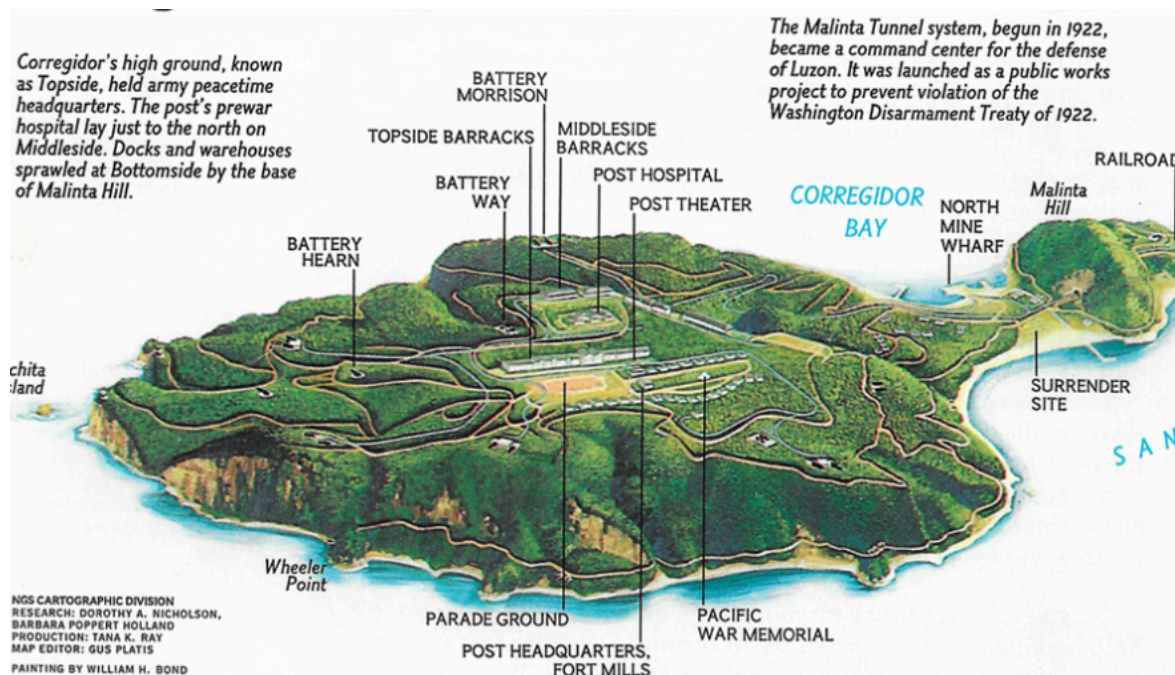 Corregidor's high ground, known
as Topside, held army peacetime
headquarters. The post's prewar
hospital lay just to the north on
Middleside. Docks and warehouses
sprawled at Bottomside by the base
of Malinta Hill.
The Malinta Tunnel system, begun in 1922,
became a command center for the defense
of Luzon. It was launched as a public works
project to prevent violation of the
Washington Disarmament Treaty of 1922.
BATTERY
MORRISON
TOPSIDE BARRACKS
MIDDLESIDE
BARRACKS
POST HOSPITAL
BATTERY
WAY
POST THEATER
BATTERY
HEARN
CORREGIDOR
BAY
NORTH
MINE
WHARF
Malinta
Hill
RAILROAD
chita
sland
SURRENDER
SITE
SAN
Wheeler
Point
PARADE GROUND
POST HEADQUARTERS,
FORT MILLS
PACIFIC
WAR MEMORIAL
NGS CARTOGRAPHIC DIVISION
RESEARCH: DOROTHY A. NICHOLSON,
BARBARA POPPERT HOLLAND
PRODUCTION: TANA K. RAY
MAP EDITOR: GUS PLATIS
PAINTING BY WILLIAM H. BOND